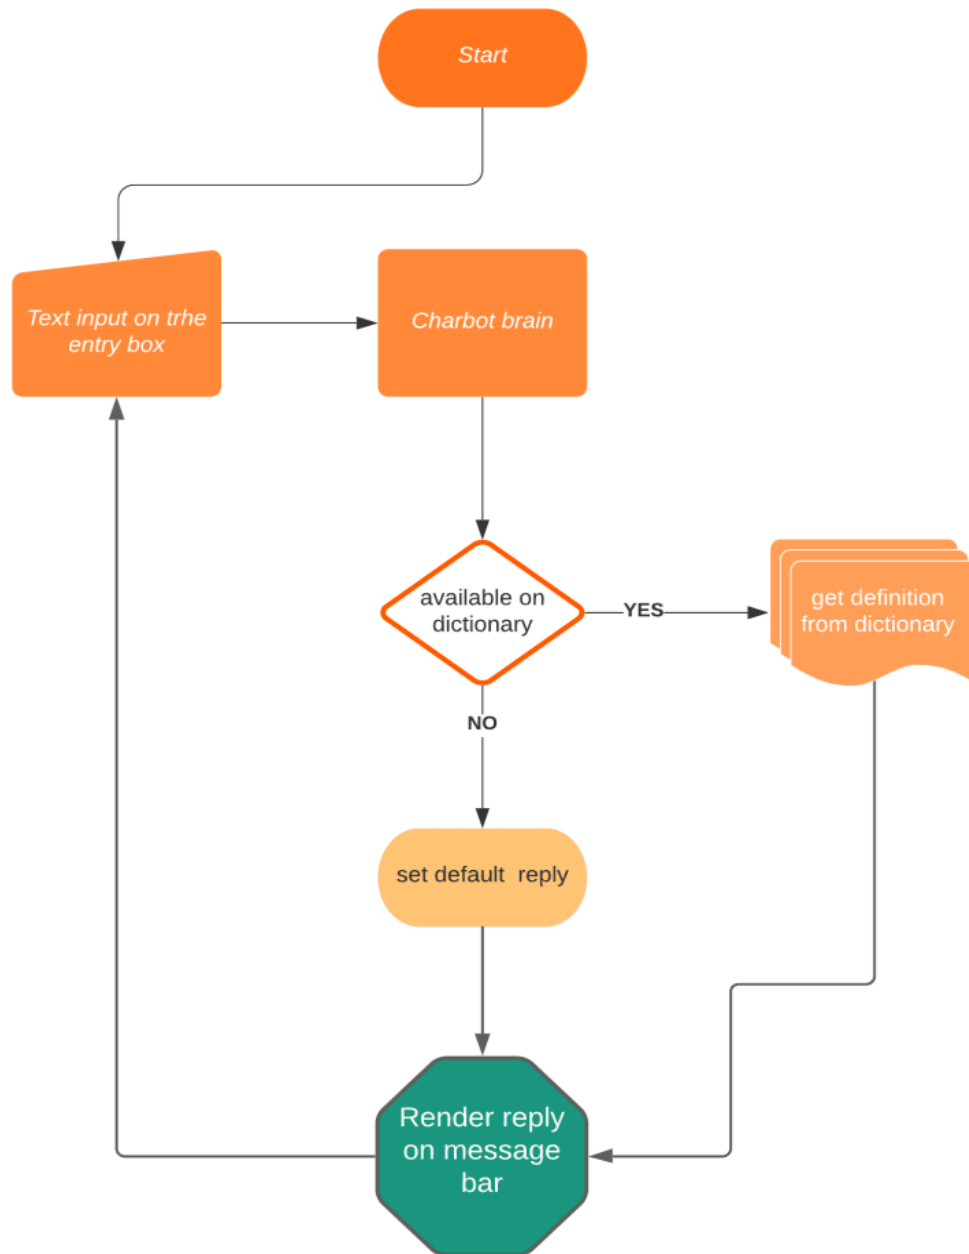 Start
Text input on trhe
entry box
Charbot brain
available on
dictionary
YES
get definition
from dictionary
NO
set default  reply
Render reply
on message
bar